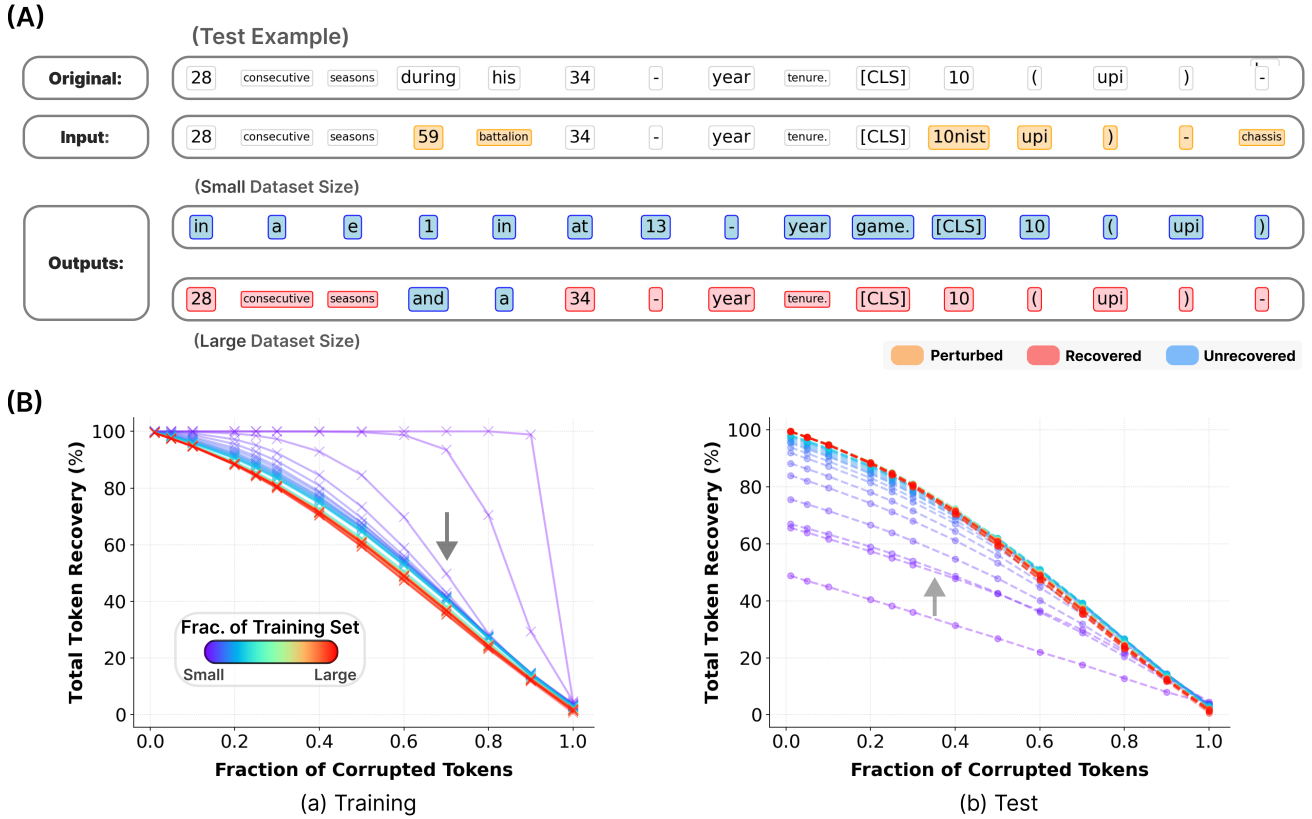 (A)
(Test Example)
Original: 28 consecutive seasons during his 34 - year tenure. [CLS] 10 ( upi ) -
Input: 28 consecutive seasons 59 battalion 34 - year tenure. [CLS] 10nist upi ) - chassis
(Small Dataset Size)
Outputs:
in a e 1 in at 13 - year game. [CLS] 10 ( upi )
28 consecutive seasons and a 34 - year tenure. [CLS] 10 ( upi ) -
(Large Dataset Size)
Perturbed Recovered Unrecovered
(B)
Total Token Recovery (%)
100
80
60
40
20
0
Frac. of Training Set
Small Large
0.0 0.2 0.4 0.6 0.8 1.0
Fraction of Corrupted Tokens
(a) Training
Total Token Recovery (%)
100
80
60
40
20
0
0.0 0.2 0.4 0.6 0.8 1.0
Fraction of Corrupted Tokens
(b) Test